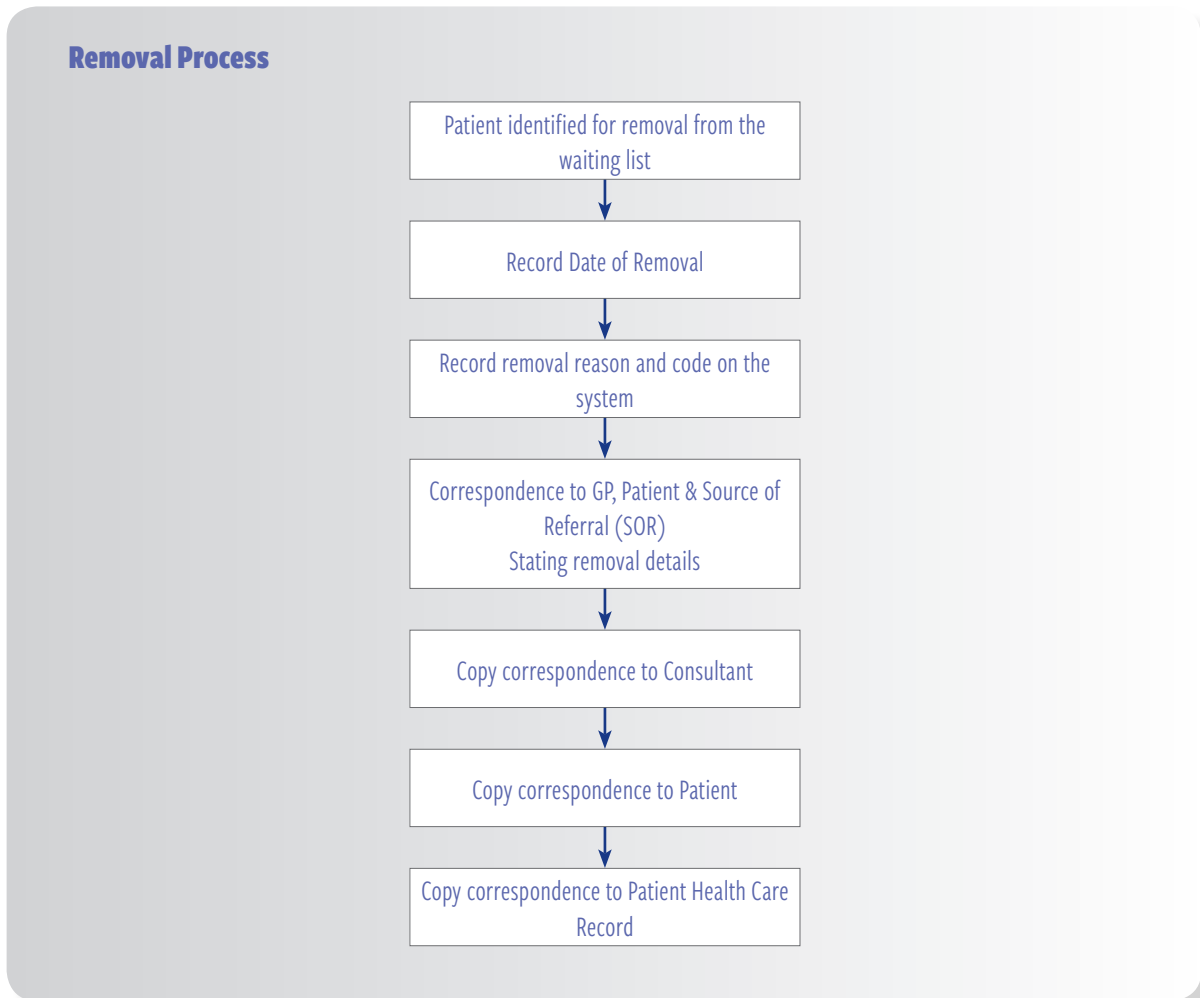 Removal Process
Patient identified for removal from the
waiting list
Record Date of Removal
Record removal reason and code on the
system
Correspondence to GP, Patient & Source of
Referral (SOR)
Stating removal details
Copy correspondence to Consultant
Copy correspondence to Patient
Copy correspondence to Patient Health Care
Record